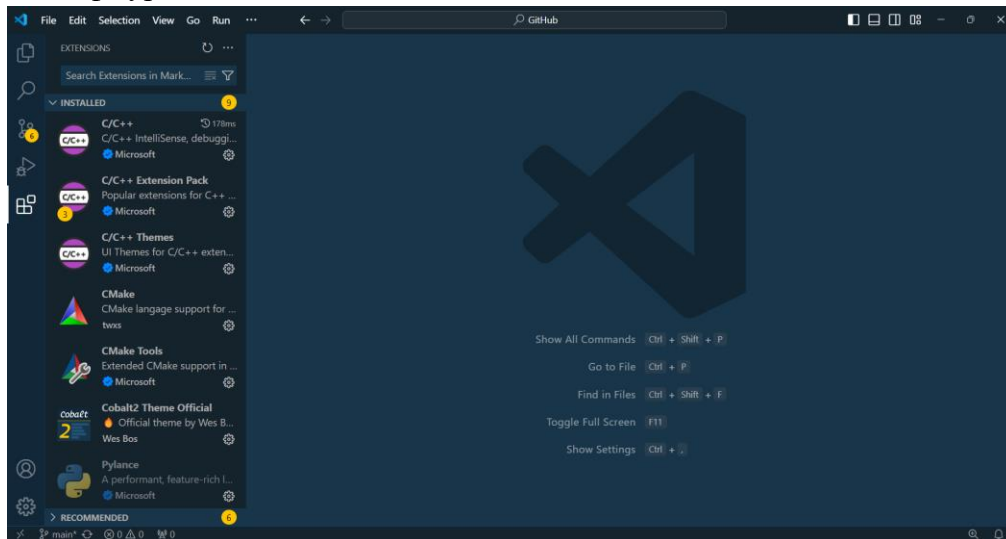 File Edit Selection View Go Run ··· GitHub
EXTENSIONS
Search Extensions in Mark...
INSTALLED 9
C/C++ 178ms
C/C++ IntelliSense, debuggi...
Microsoft
C/C++
C/C++ Extension Pack
Popular extensions for C++ ...
Microsoft
C/C++
3
C/C++ Themes
UI Themes for C/C++ exten...
Microsoft
C/C++
CMake
CMake langage support for ...
twxs
CMake Tools
Extended CMake support in ...
Microsoft
Cobalt2 Theme Official
Official theme by Wes B...
Wes Bos
Cobalt
2
Pylance
A performant, feature-rich l...
Microsoft
RECOMMENDED 6
6
Show All Commands Ctrl + Shift + P
Go to File Ctrl + P
Find in Files Ctrl + Shift + F
Toggle Full Screen F11
Show Settings Ctrl + ,
main* 0 0 0